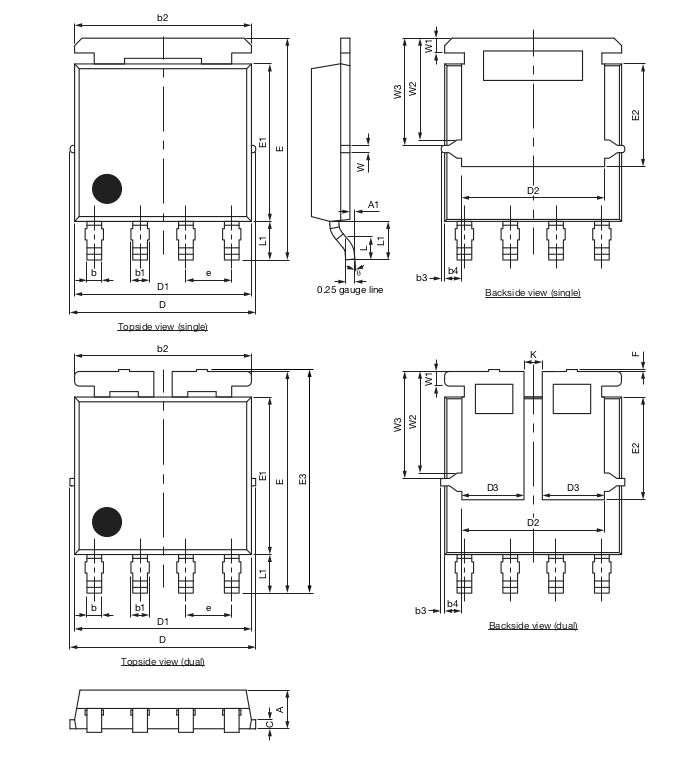 b2
E1
E
L1
b
b1
e
D1
D
Topside view (single)
W
A1
L
L1
θ
0.25 gauge line
W1
W2
W3
E2
D2
b3
b4
Backside view (single)
b2
E1
E
E3
L1
b
b1
e
D1
D
Topside view (dual)
K
F
W1
W2
W3
E2
D3
D3
D2
b3
b4
Backside view (dual)
A
C